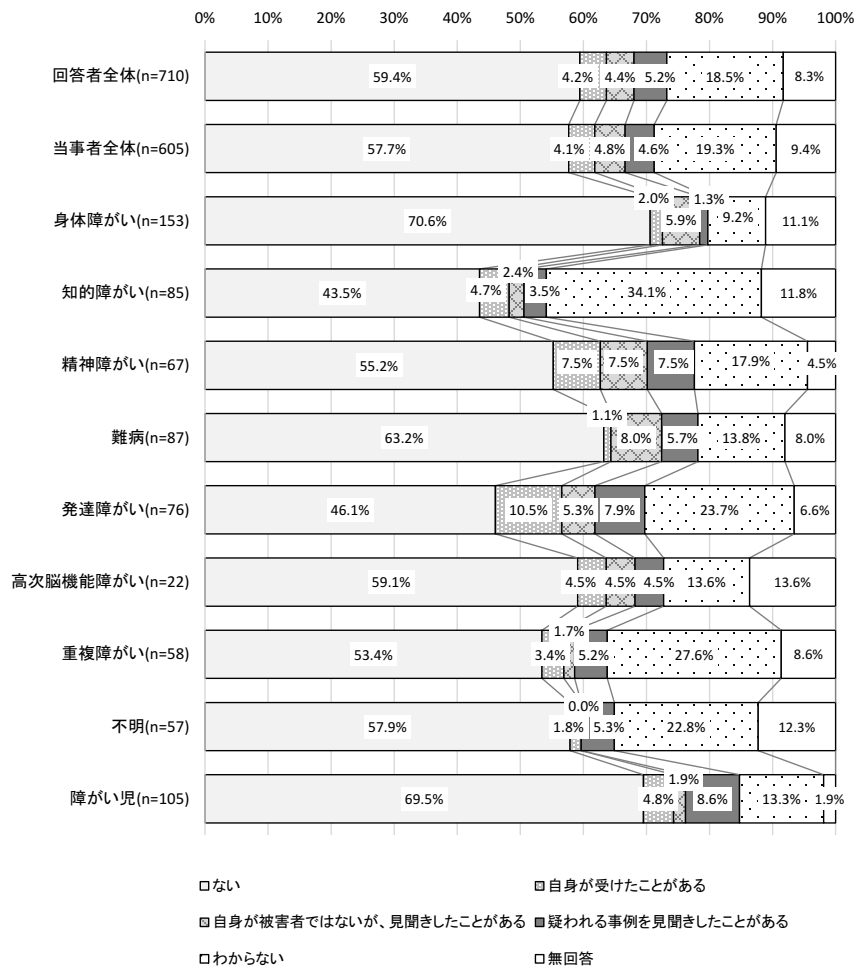 0% 10% 20% 30% 40% 50% 60% 70% 80% 90% 100%
回答者全体(n=710) 59.4% 4.2% 4.4% 5.2% 18.5% 8.3%
当事者全体(n=605) 57.7% 4.1% 4.8% 4.6% 19.3% 9.4%
身体障がい(n=153) 70.6% 2.0% 5.9% 1.3% 9.2% 11.1%
知的障がい(n=85) 43.5% 4.7% 2.4% 3.5% 34.1% 11.8%
精神障がい(n=67) 55.2% 7.5% 7.5% 7.5% 17.9% 4.5%
難病(n=87) 63.2% 1.1% 8.0% 5.7% 13.8% 8.0%
発達障がい(n=76) 46.1% 10.5% 5.3% 7.9% 23.7% 6.6%
高次脳機能障がい(n=22) 59.1% 4.5% 4.5% 4.5% 13.6% 13.6%
重複障がい(n=58) 53.4% 3.4% 1.7% 5.2% 27.6% 8.6%
不明(n=57) 57.9% 1.8% 0.0% 5.3% 22.8% 12.3%
障がい児(n=105) 69.5% 4.8% 1.9% 8.6% 13.3% 1.9%
ない 自身が受けたことがある
自身が被害者ではないが、見聞きしたことがある 疑われる事例を見聞きしたことがある
わからない 無回答